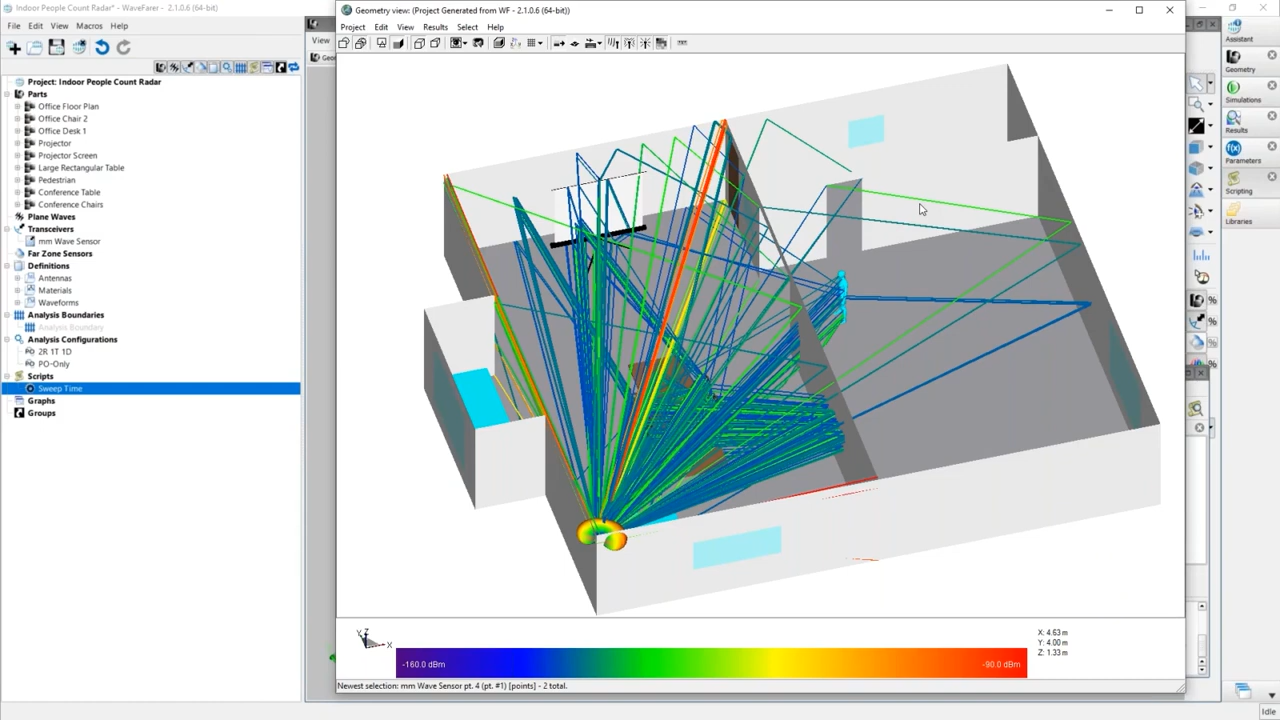 Indoor People Count Radar* - WaveFarer - 2.1.0.6 (64-bit)
File Edit View Macros Help
Project: Indoor People Count Radar
Parts
Office Floor Plan
Office Chair 2
Office Desk 1
Projector
Projector Screen
Large Rectangular Table
Pedestrian
Conference Table
Conference Chairs
Plane Waves
Transceivers
mm Wave Sensor
Far Zone Sensors
Definitions
Antennas
Materials
Waveforms
Analysis Boundaries
Analysis Boundary
Analysis Configurations
2R 1T 1D
PO-Only
Scripts
Sweep Time
Graphs
Groups
View
Geometry view: (Project Generated from WF - 2.1.0.6 (64-bit))
Project Edit View Results Select Help
X: 4.63 m
Y: 4.00 m
Z: 1.33 m
Y Z
X
-160.0 dBm
-90.0 dBm
Newest selection: mm Wave Sensor pt. 4 (pt. #1) [points] - 2 total.
%
%
%
%
Assistant
Geometry
Simulations
Results
f(x)
Parameters
Scripting
Libraries
Idle